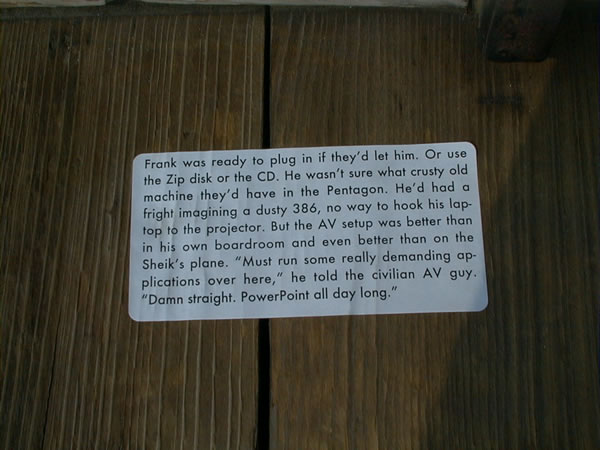 Frank was ready to plug in if they'd let him. Or use
the Zip disk or the CD. He wasn't sure what crusty old
machine they'd have in the Pentagon. He'd had a
fright imagining a dusty 386, no way to hook his lap-
top to the projector. But the AV setup was better than
in his own boardroom and even better than on the
Sheik's plane. “Must run some really demanding ap-
plications over here,” he told the civilian AV guy.
“Damn straight. PowerPoint all day long.”